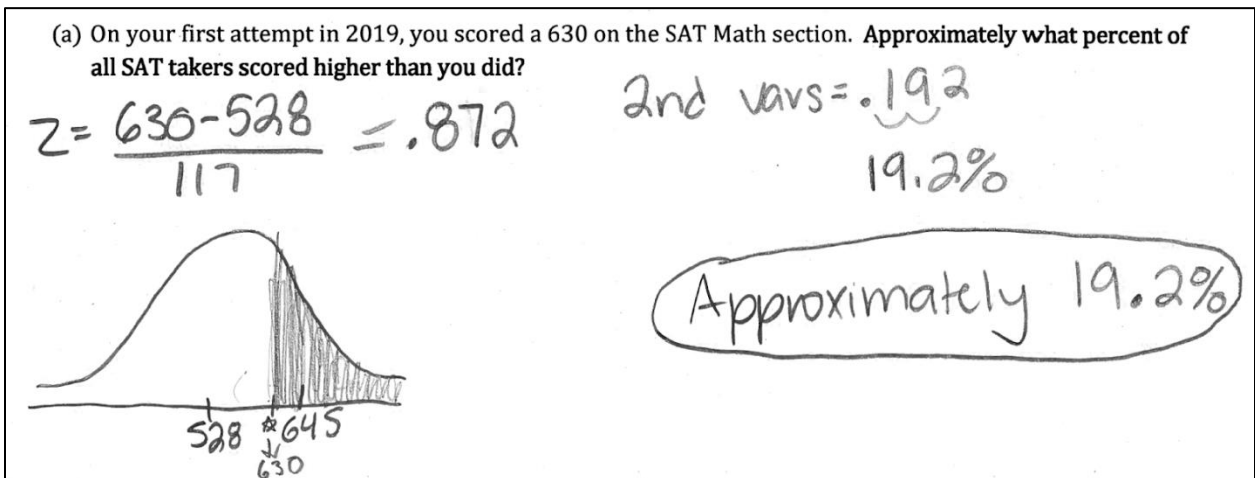 (a) On your first attempt in 2019, you scored a 630 on the SAT Math section. Approximately what percent of
all SAT takers scored higher than you did?
Z= 630-528 / 117 = .872
2nd vars= .192
19.2%
Approximately 19.2%
528 ☆ 645
↓
630